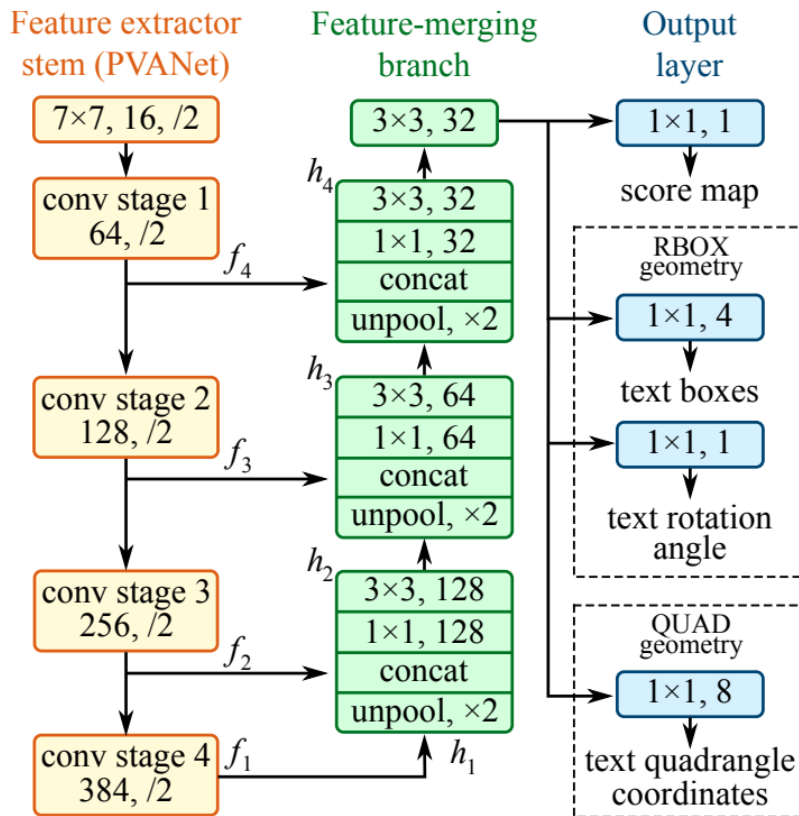 Feature extractor
stem (PVANet)
7×7, 16, /2
conv stage 1
64, /2
f4
conv stage 2
128, /2
f3
conv stage 3
256, /2
f2
conv stage 4
384, /2
f1
Feature-merging
branch
3×3, 32
h4
3×3, 32
1×1, 32
concat
unpool, ×2
h3
3×3, 64
1×1, 64
concat
unpool, ×2
h2
3×3, 128
1×1, 128
concat
unpool, ×2
h1
Output
layer
1×1, 1
score map
RBOX
geometry
1×1, 4
text boxes
1×1, 1
text rotation
angle
QUAD
geometry
1×1, 8
text quadrangle
coordinates